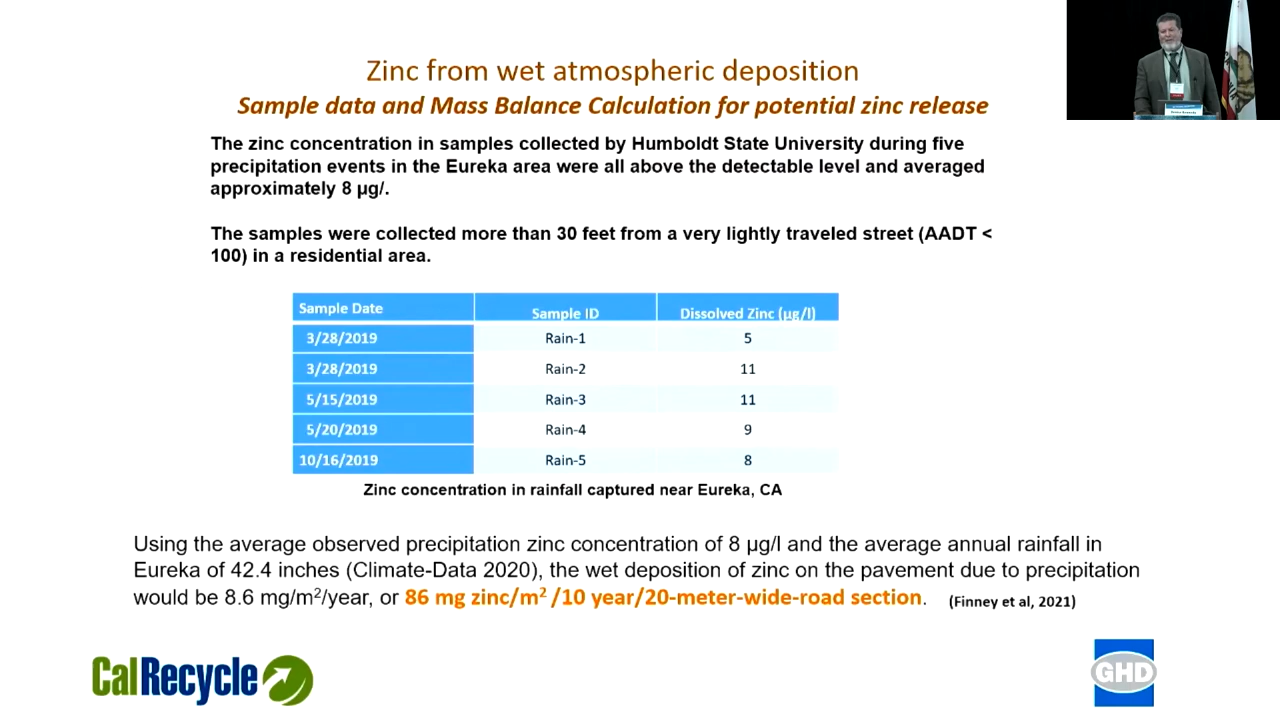 Zinc from wet atmospheric deposition
Sample data and Mass Balance Calculation for potential zinc release
The zinc concentration in samples collected by Humboldt State University during five
precipitation events in the Eureka area were all above the detectable level and averaged
approximately 8 µg/.
The samples were collected more than 30 feet from a very lightly traveled street (AADT <
100) in a residential area.
Sample Date Sample ID Dissolved Zinc (µg/l)
3/28/2019 Rain-1 5
3/28/2019 Rain-2 11
5/15/2019 Rain-3 11
5/20/2019 Rain-4 9
10/16/2019 Rain-5 8
Zinc concentration in rainfall captured near Eureka, CA
Using the average observed precipitation zinc concentration of 8 µg/l and the average annual rainfall in
Eureka of 42.4 inches (Climate-Data 2020), the wet deposition of zinc on the pavement due to precipitation
would be 8.6 mg/m²/year, or 86 mg zinc/m² /10 year/20-meter-wide-road section. (Finney et al, 2021)
CalRecycle
GHD